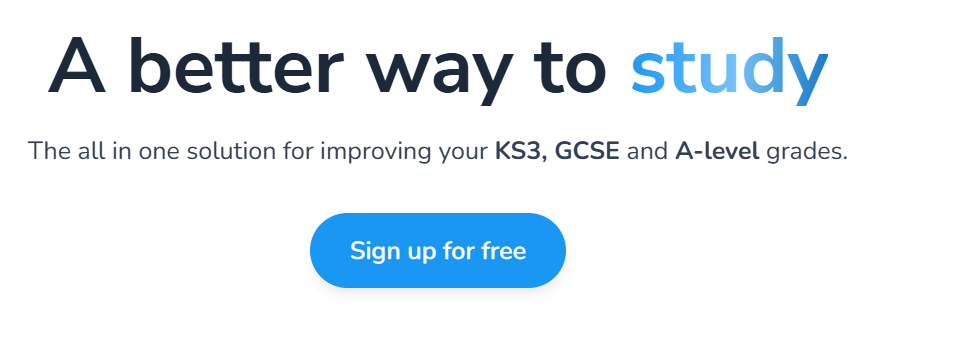 A better way to study
The all in one solution for improving your KS3, GCSE and A-level grades.
Sign up for free